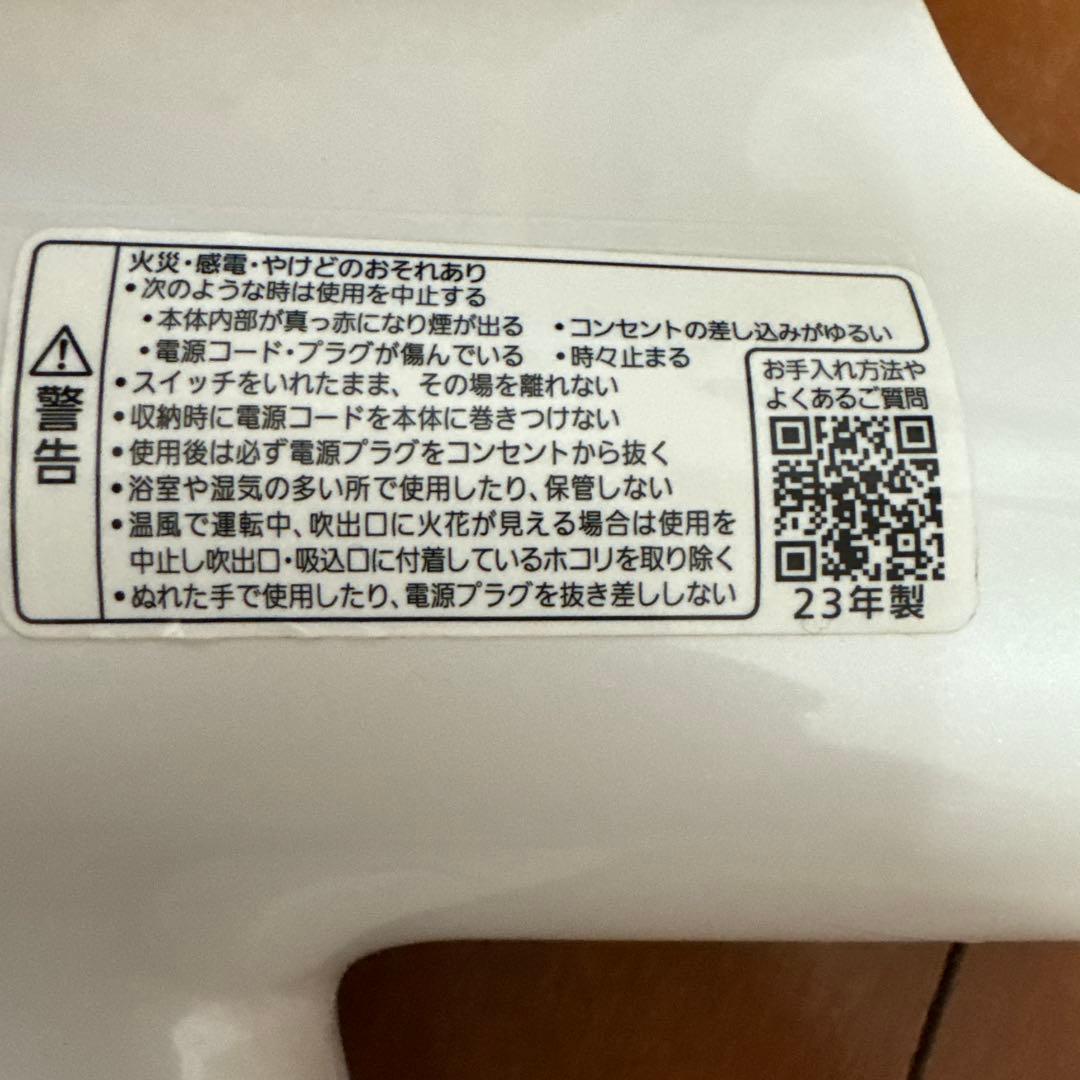 警告
火災・感電・やけどのおそれあり
・次のような時は使用を中止する
・本体内部が真っ赤になり煙が出る ・コンセントの差し込みがゆるい
・電源コード・プラグが傷んでいる ・時々止まる
・スイッチをいれたまま、その場を離れない
・収納時に電源コードを本体に巻きつけない
・使用後は必ず電源プラグをコンセントから抜く
・浴室や湿気の多い所で使用したり、保管しない
・温風で運転中、吹出口に火花が見える場合は使用を
中止し吹出口・吸込口に付着しているホコリを取り除く
・ぬれた手で使用したり、電源プラグを抜き差ししない
お手入れ方法や
よくあるご質問
23年製